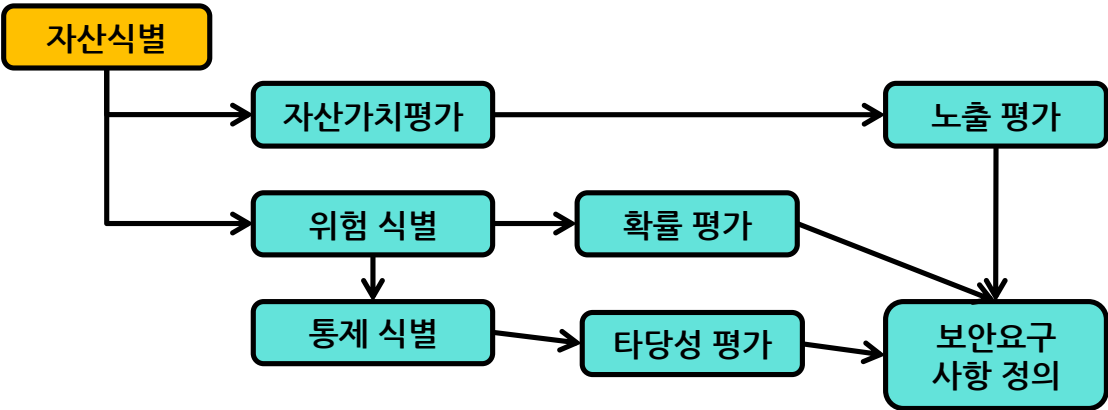 자산식별
자산가치평가
노출 평가
위험 식별
확률 평가
통제 식별
타당성 평가
보안요구
사항 정의